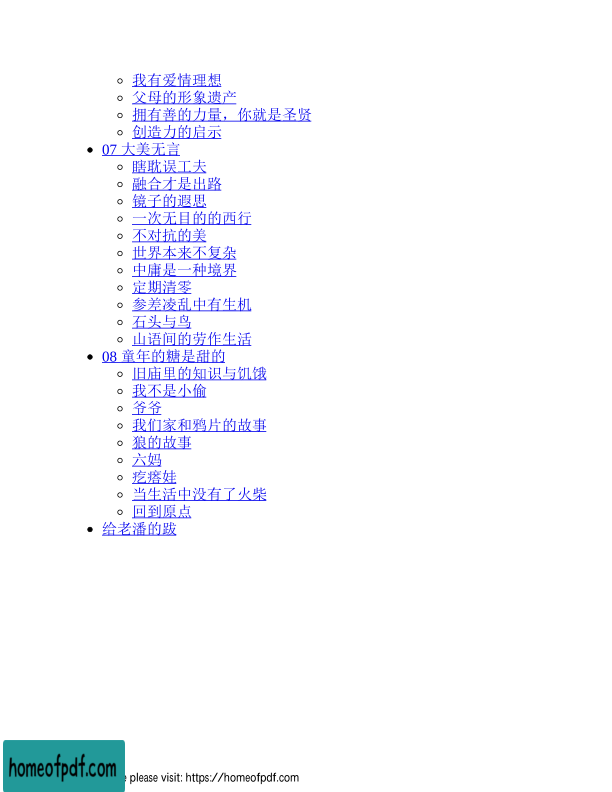 我有爱情理想
父母的形象遗产
拥有善的力量，你就是圣贤
创造力的启示
07 大美无言
瞎耽误工夫
融合才是出路
镜子的遐思
一次无目的的西行
不对抗的美
世界本来不复杂
中庸是一种境界
定期清零
参差凌乱中有生机
石头与鸟
山语间的劳作生活
08 童年的糖是甜的
旧庙里的知识与饥饿
我不是小偷
爷爷
我们家和鸦片的故事
狼的故事
六妈
疙瘩娃
当生活中没有了火柴
回到原点
给老潘的跋
homeofpdf.com
e please visit: https://homeofpdf.com